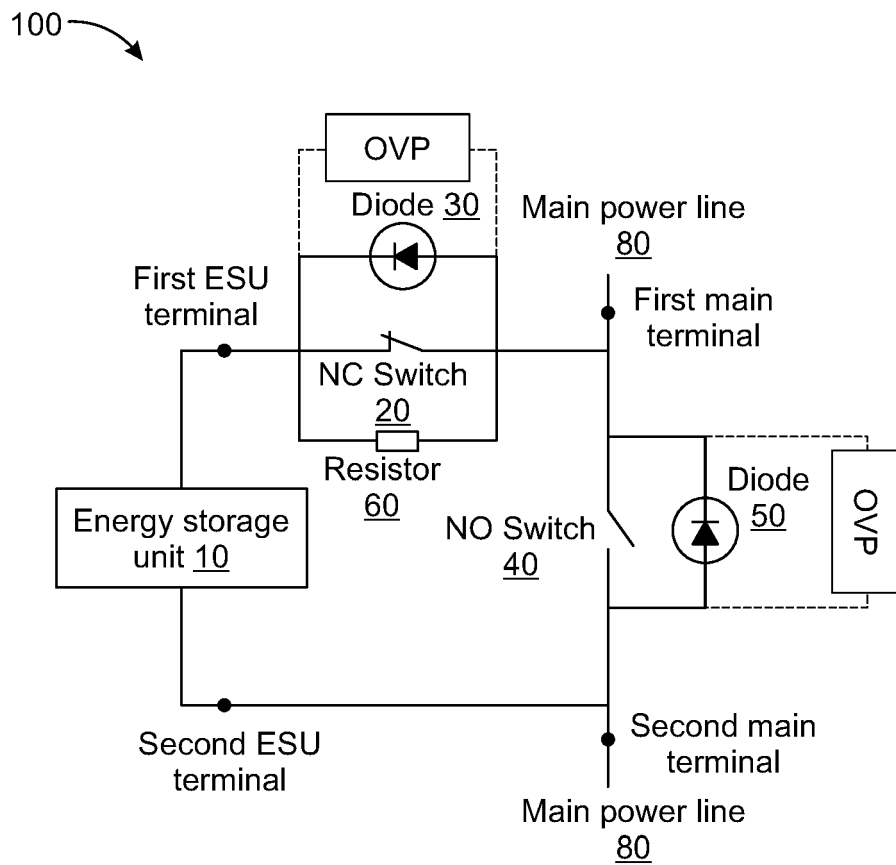 100
OVP
Diode 30
Main power line
80
First ESU
terminal
First main
terminal
NC Switch
20
Resistor
60
Diode
50
OVP
NO Switch
40
Energy storage
unit 10
Second ESU
terminal
Second main
terminal
Main power line
80